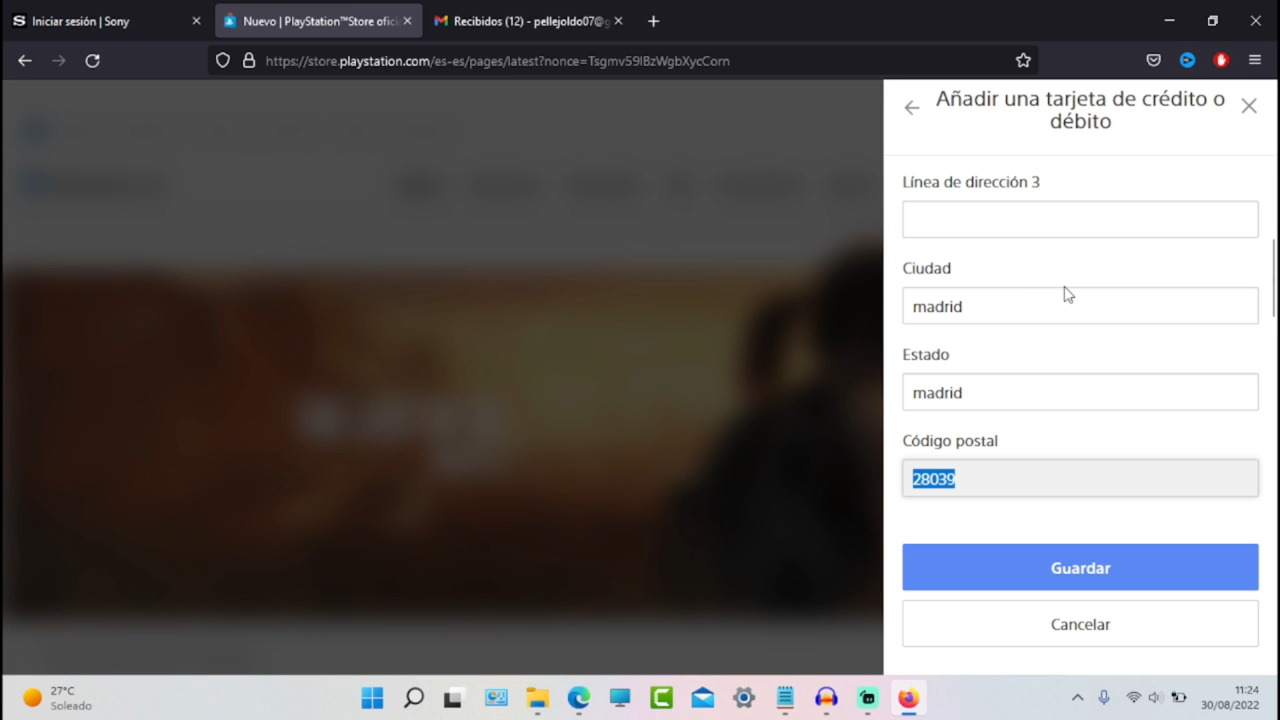 Iniciar sesión | Sony
Nuevo | PlayStation™Store ofici
Recibidos (12) - pellejoldo07@g
https://store.playstation.com/es-es/pages/latest?nonce=Tsgmv59IBzWgbXycCorn
Añadir una tarjeta de crédito o
débito
Línea de dirección 3
Ciudad
madrid
Estado
madrid
Código postal
28039
Guardar
Cancelar
27°C
Soleado
11:24
30/08/2022